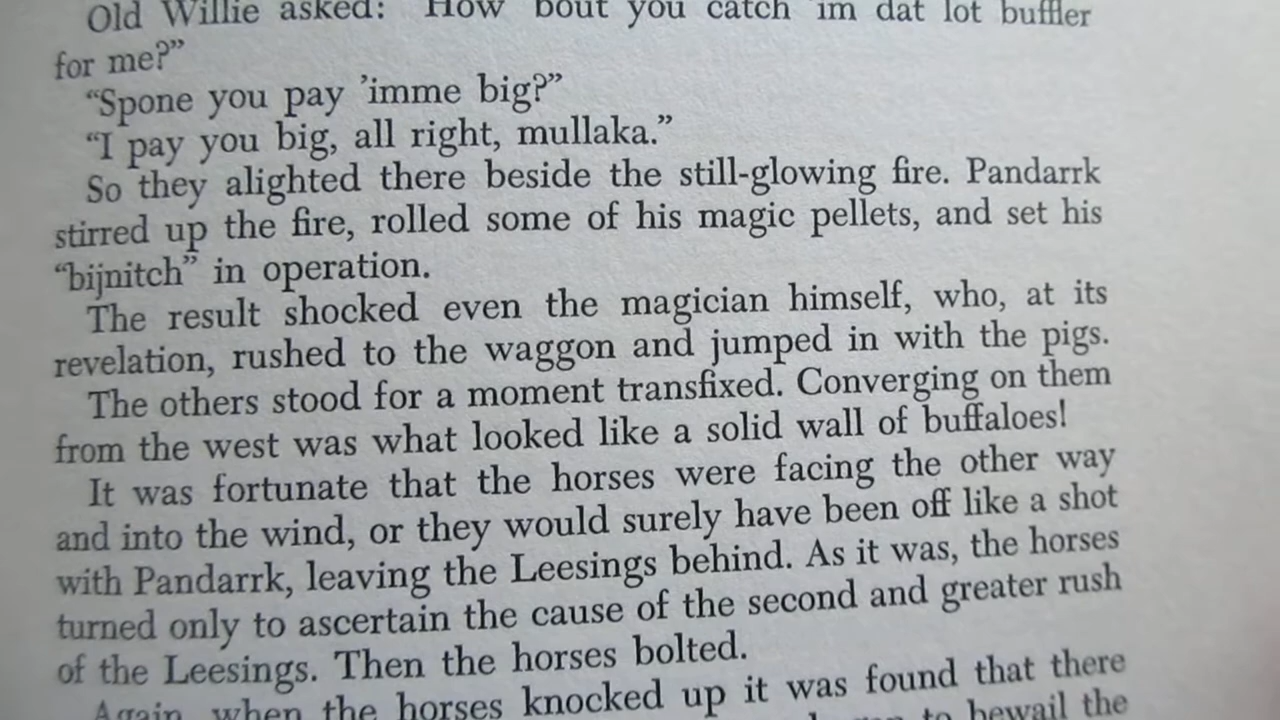 Old Willie asked: "How 'bout you catch 'im dat lot buffler
for me?”
“Spone you pay ’imme big?”
“I pay you big, all right, mullaka.”
So they alighted there beside the still-glowing fire. Pandarrk
stirred up the fire, rolled some of his magic pellets, and set his
“bijnitch” in operation.
The result shocked even the magician himself, who, at its
revelation, rushed to the waggon and jumped in with the pigs.
The others stood for a moment transfixed. Converging on them
from the west was what looked like a solid wall of buffaloes!
It was fortunate that the horses were facing the other way
and into the wind, or they would surely have been off like a shot
with Pandarrk, leaving the Leesings behind. As it was, the horses
turned only to ascertain the cause of the second and greater rush
of the Leesings. Then the horses bolted.
Again, when the horses knocked up it was found that there
to bewail the